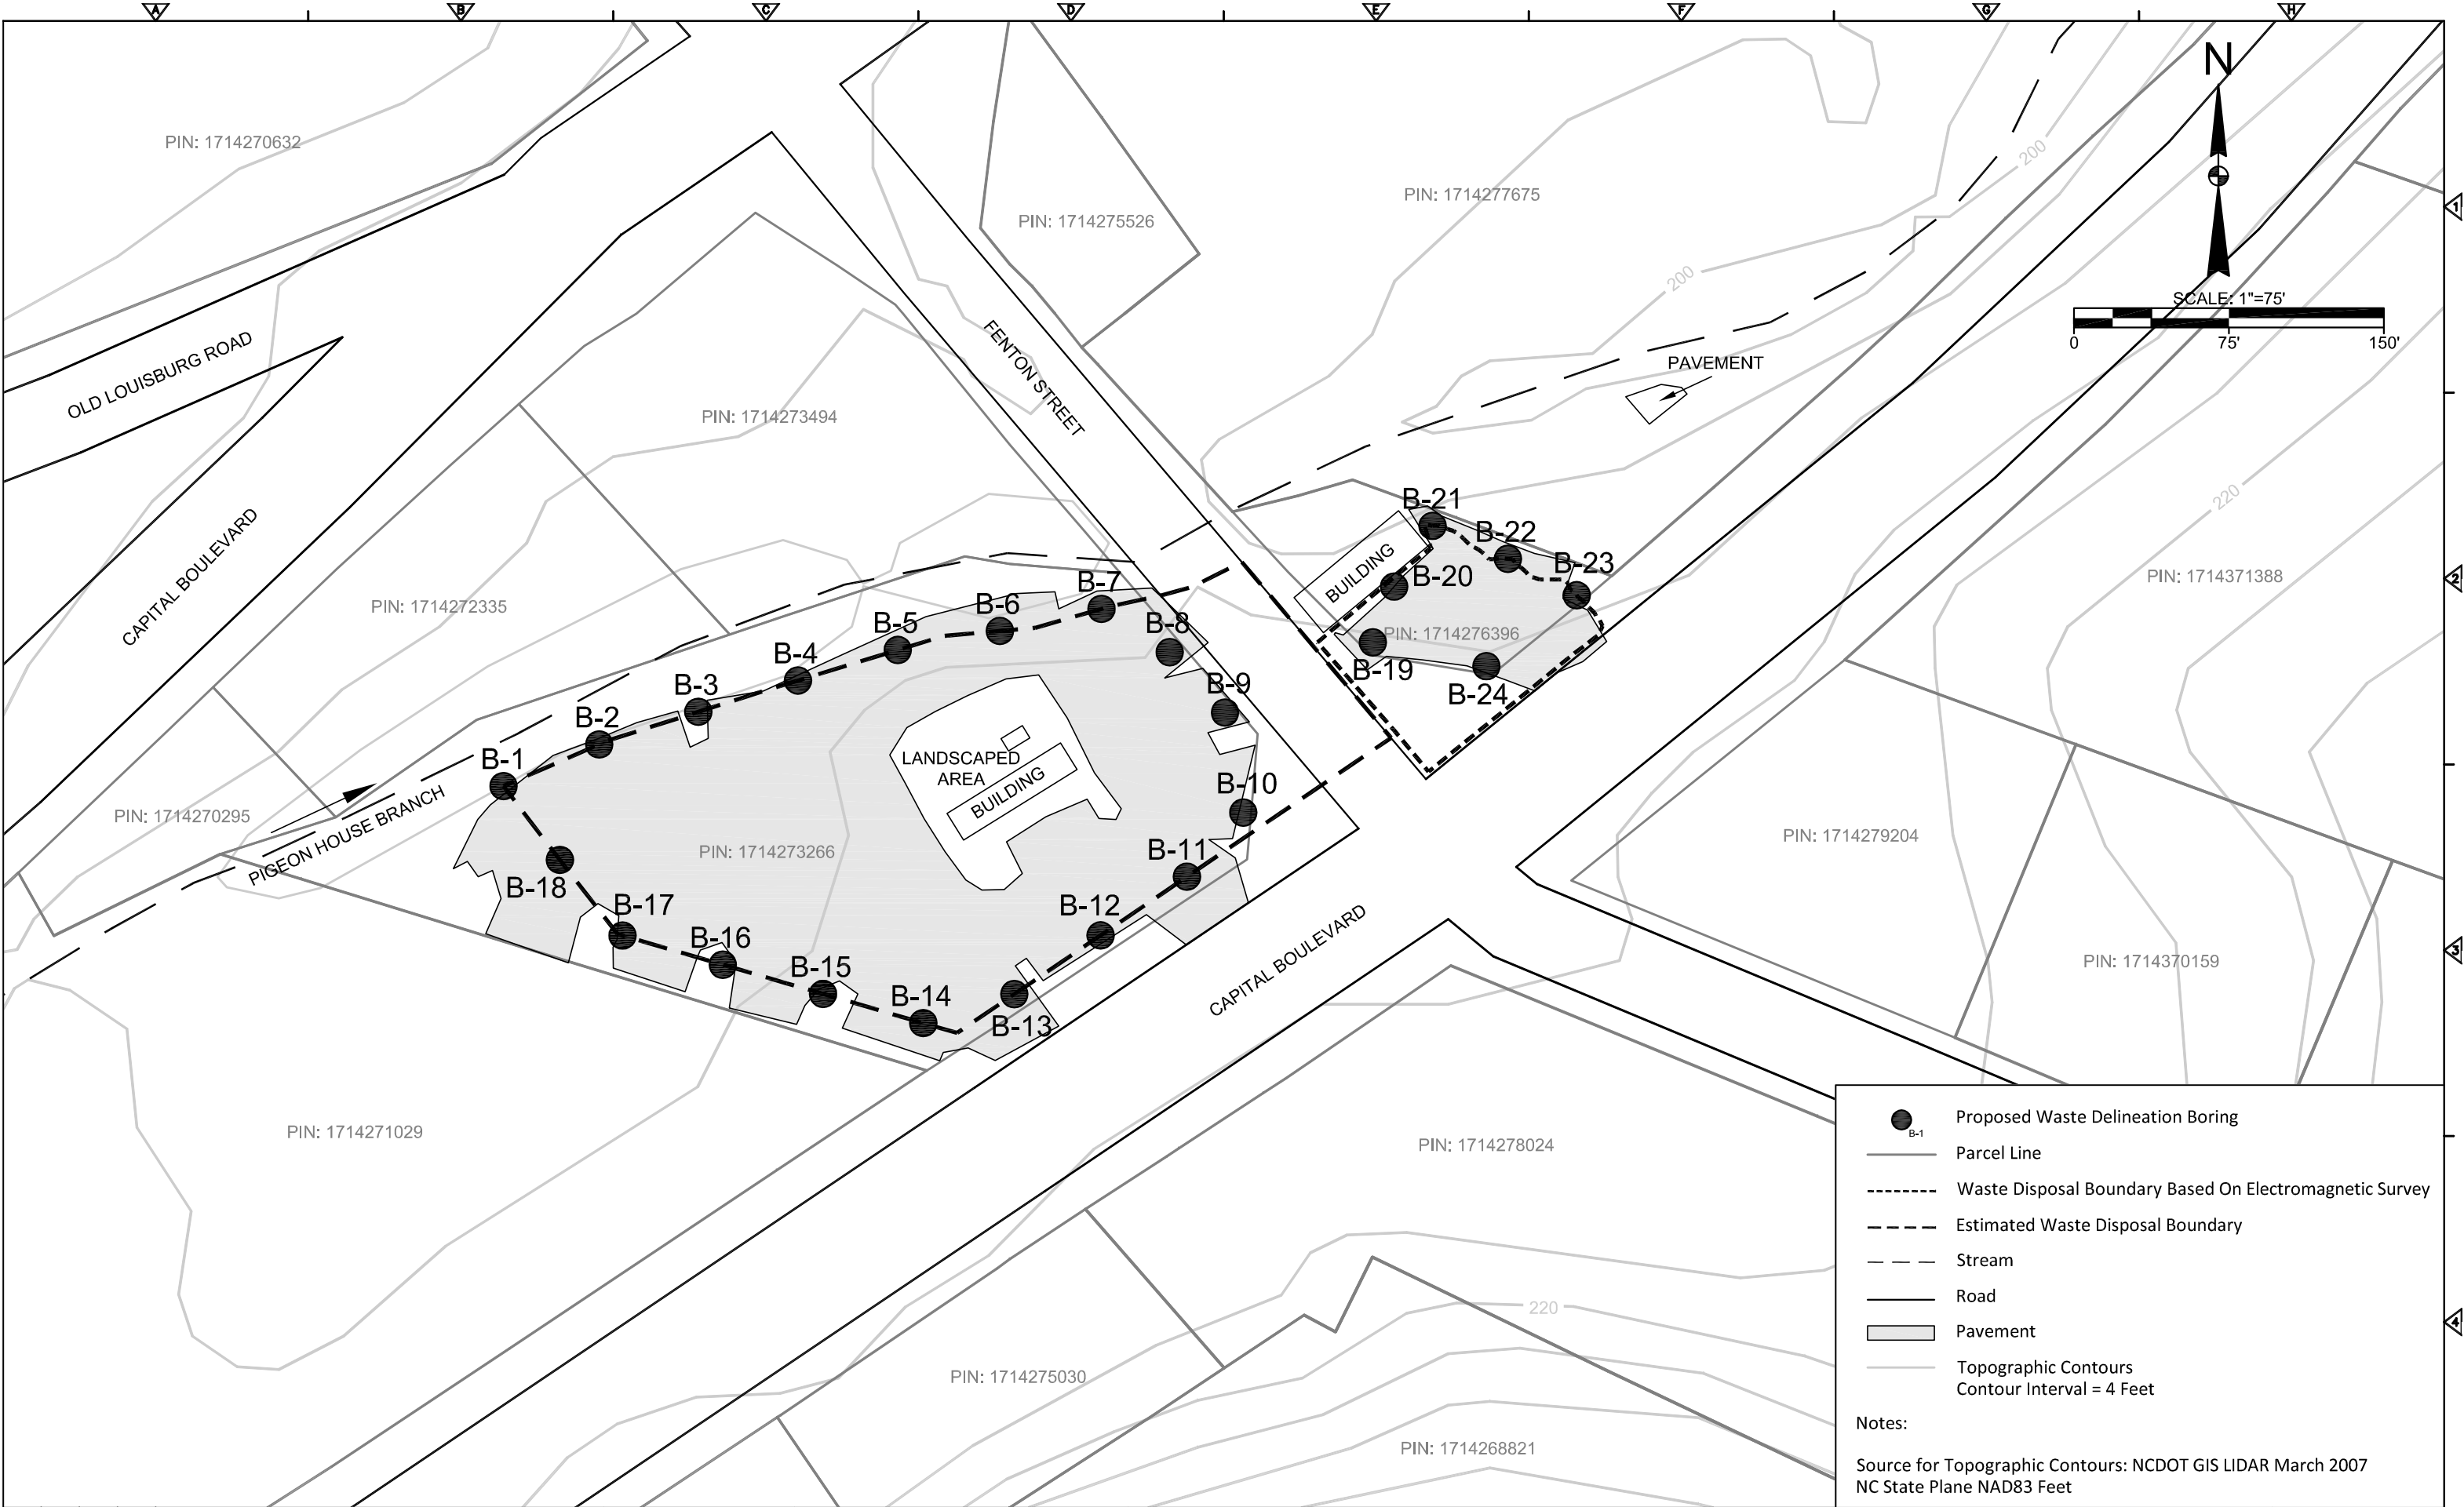 A B C D E F G H
N
PIN: 1714270632
PIN: 1714277675
1
PIN: 1714275526
200
200
SCALE: 1"=75'
0 75' 150'
OLD LOUISBURG ROAD
FENTON STREET
PAVEMENT
PIN: 1714273494
CAPITAL BOULEVARD
220
B-21
B-22
B-23
BUILDING
B-20
2
PIN: 1714371388
PIN: 1714272335
B-7
B-6
B-5
B-8
PIN: 1714276396
B-4
B-19
B-3
B-9
B-24
B-2
B-1
LANDSCAPED
AREA
BUILDING
B-10
PIN: 1714270295
PIGEON HOUSE BRANCH
PIN: 1714273266
B-11
PIN: 1714279204
B-18
B-17
B-12
CAPITAL BOULEVARD
B-16
B-15
3
PIN: 1714370159
B-14
B-13
PIN: 1714271029
PIN: 1714278024
220
4
PIN: 1714275030
PIN: 1714268821
B-1
Proposed Waste Delineation Boring
Parcel Line
Waste Disposal Boundary Based On Electromagnetic Survey
Estimated Waste Disposal Boundary
Stream
Road
Pavement
Topographic Contours
Contour Interval = 4 Feet
Notes:
Source for Topographic Contours: NCDOT GIS LIDAR March 2007
NC State Plane NAD83 Feet